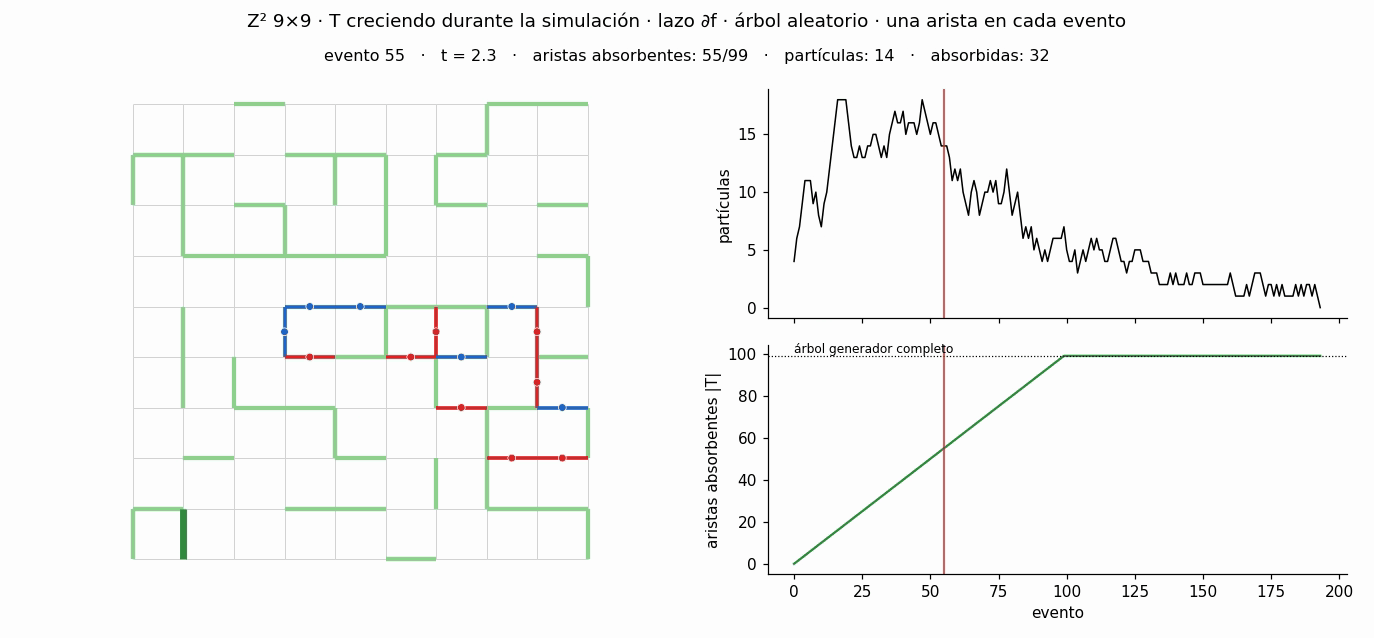 Z² 9×9 · T creciendo durante la simulación · lazo ∂f · árbol aleatorio · una arista en cada evento
evento 55 · t = 2.3 · aristas absorbentes: 55/99 · partículas: 14 · absorbidas: 32
partículas
15
10
5
0
árbol generador completo
aristas absorbentes |T|
100
80
60
40
20
0
0 25 50 75 100 125 150 175 200
evento